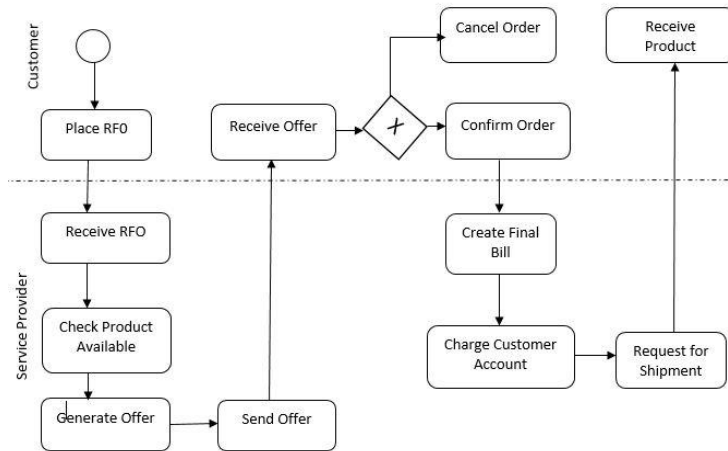 Customer
Cancel Order
Receive
Product
Place RF0
Receive Offer
X
Confirm Order
Service Provider
Receive RFO
Create Final
Bill
Check Product
Available
Charge Customer
Account
Request for
Shipment
Generate Offer
Send Offer